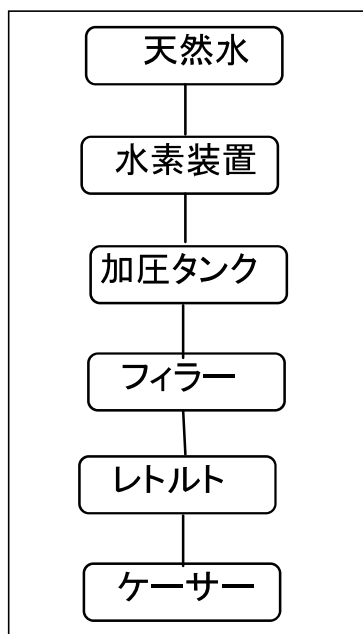 天然水
水素装置
加圧タンク
フィラー
レトルト
ケーサー